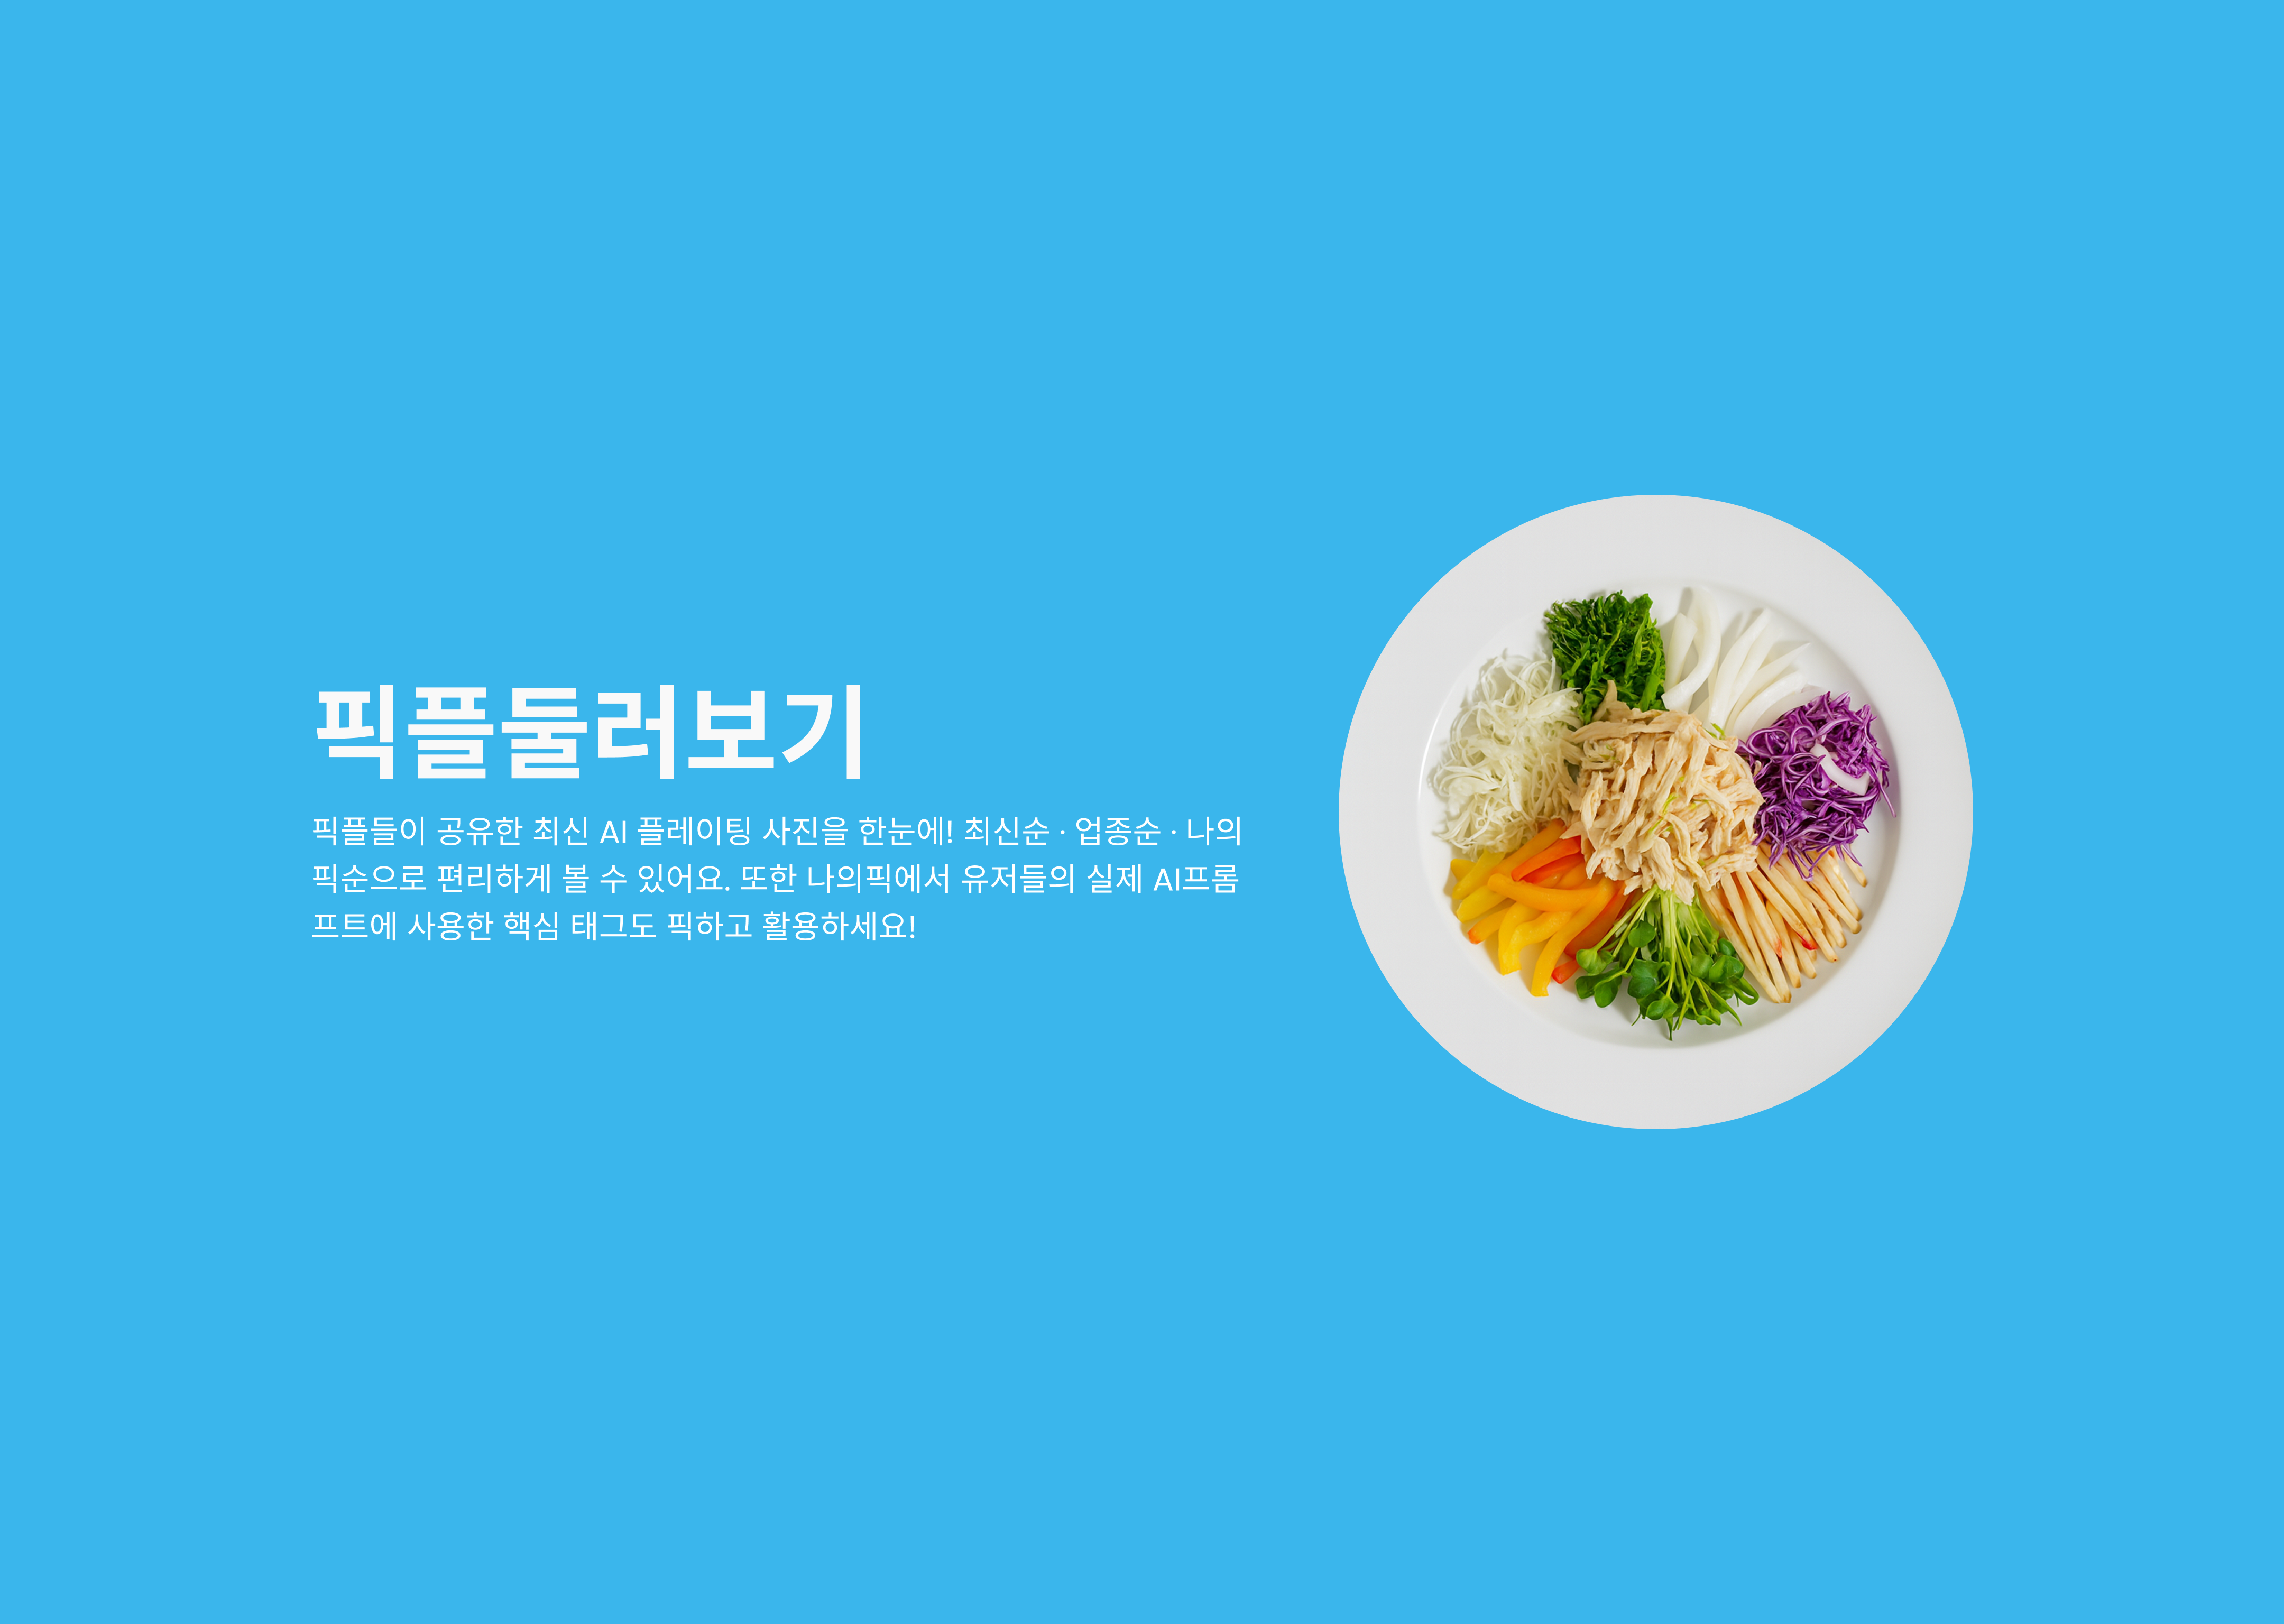 픽플둘러보기
픽플들이 공유한 최신 AI 플레이팅 사진을 한눈에! 최신순 · 업종순 · 나의
픽순으로 편리하게 볼 수 있어요. 또한 나의픽에서 유저들의 실제 AI프롬
프트에 사용한 핵심 태그도 픽하고 활용하세요!